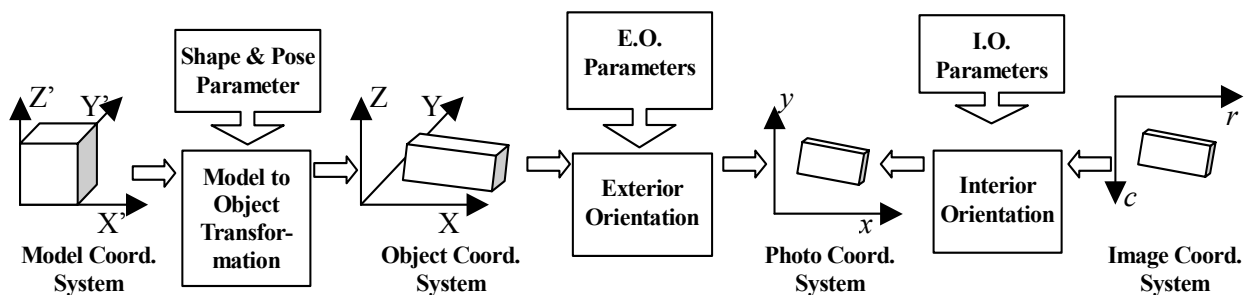 Shape & Pose
Parameter
E.O.
Parameters
I.O.
Parameters
Z'
Y'
X'
Model to
Object
Transfor-
mation
Z
Y
X
Exterior
Orientation
y
x
Interior
Orientation
r
c
Model Coord.
System
Object Coord.
System
Photo Coord.
System
Image Coord.
System